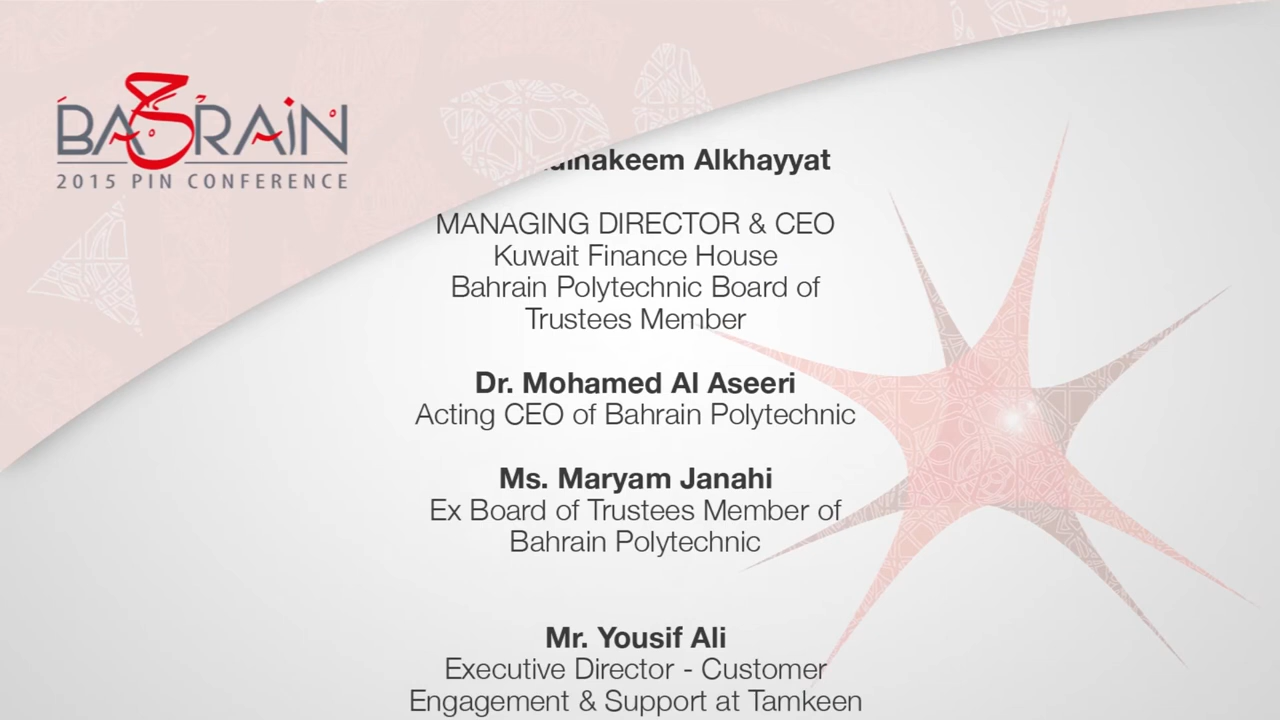 BAHRAIN
2015 PIN CONFERENCE
Alkhayyat
MANAGING DIRECTOR & CEO
Kuwait Finance House
Bahrain Polytechnic Board of
Trustees Member
Dr. Mohamed Al Aseeri
Acting CEO of Bahrain Polytechnic
Ms. Maryam Janahi
Ex Board of Trustees Member of
Bahrain Polytechnic
Mr. Yousif Ali
Executive Director - Customer
Engagement & Support at Tamkeen